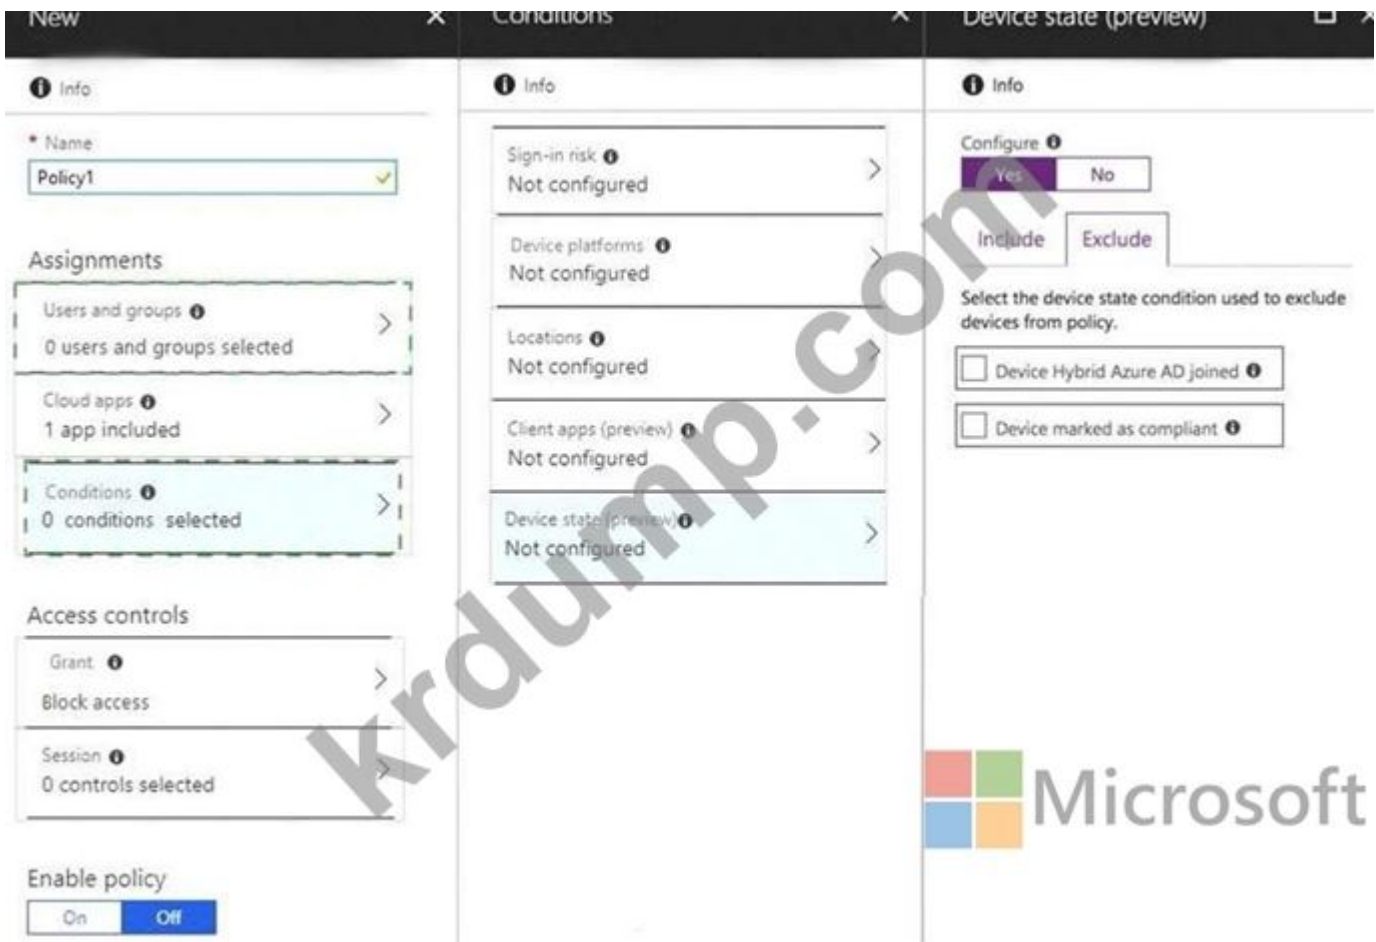 New
Info
* Name
Policy1
Assignments
Users and groups
0 users and groups selected
Cloud apps
1 app included
Conditions
0 conditions selected
Access controls
Grant
Block access
Session
0 controls selected
Enable policy
On Off
Conditions
Info
Sign-in risk
Not configured
Device platforms
Not configured
Locations
Not configured
Client apps (preview)
Not configured
Device state (preview)
Not configured
Device state (preview)
Info
Configure
Yes No
Include Exclude
Select the device state condition used to exclude
devices from policy.
Device Hybrid Azure AD joined
Device marked as compliant
Microsoft
krdump.com